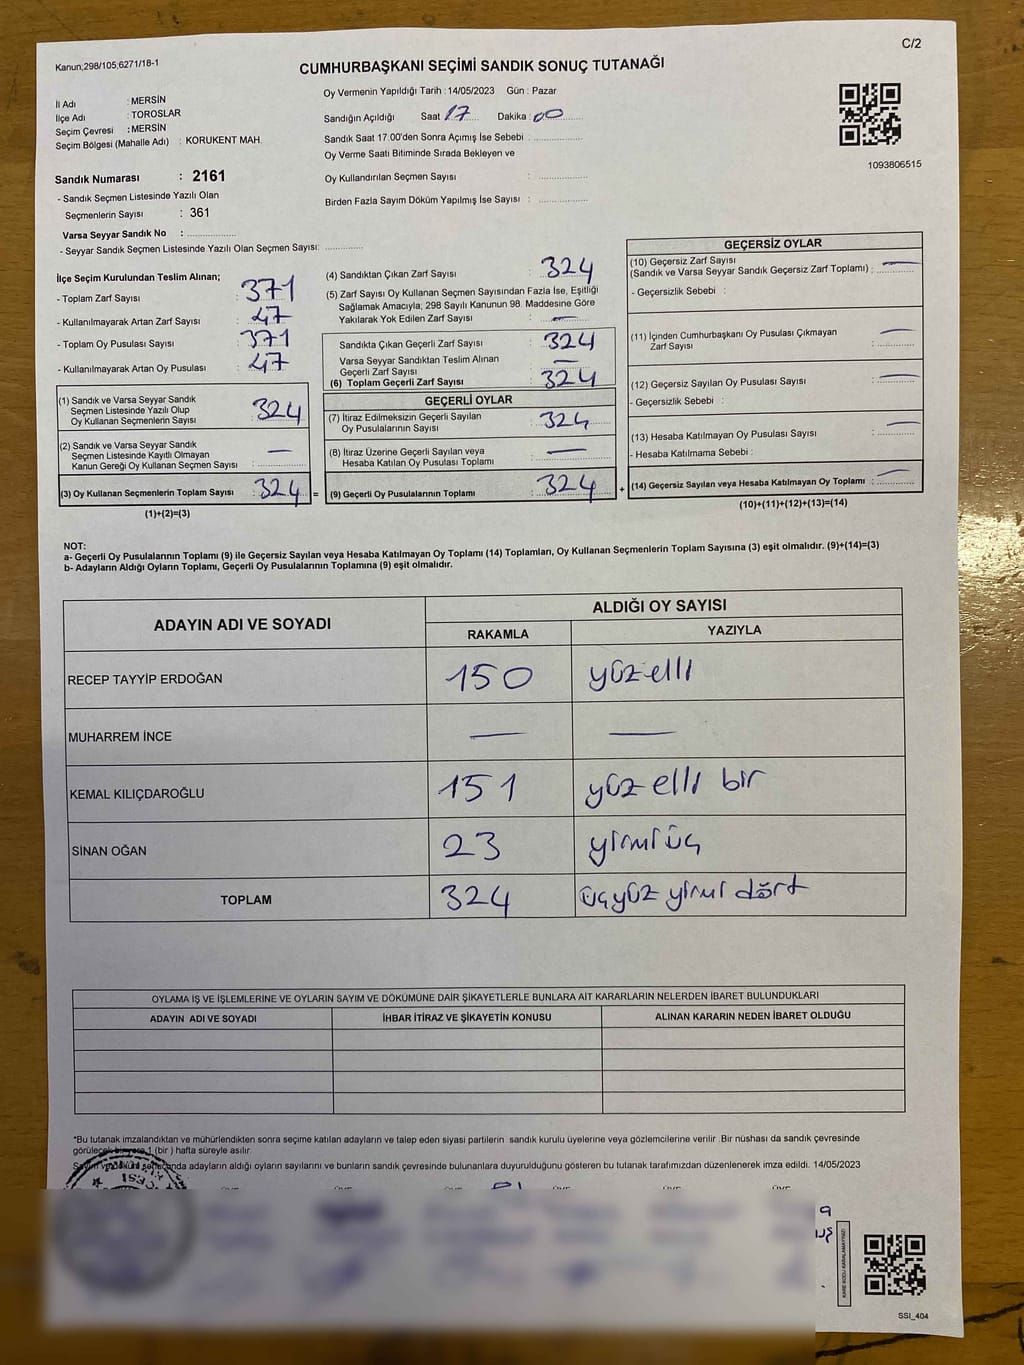 C/2
Kanun;298/105;6271/18-1
CUMHURBAŞKANI SEÇİMİ SANDIK SONUÇ TUTANAĞI
İl Adı : MERSİN
İlçe Adı : TOROSLAR
Seçim Çevresi : MERSİN
Seçim Bölgesi (Mahalle Adı) : KORUKENT MAH.
Sandık Numarası : 2161
- Sandık Seçmen Listesinde Yazılı Olan
Seçmenlerin Sayısı : 361
Varsa Seyyar Sandık No :
- Seyyar Sandık Seçmen Listesinde Yazılı Olan Seçmen Sayısı:
Oy Vermenin Yapıldığı Tarih : 14/05/2023 Gün : Pazar
Sandığın Açıldığı Saat 17 Dakika : 00
Sandık Saat 17:00'den Sonra Açımış İse Sebebi :
Oy Verme Saati Bitiminde Sırada Bekleyen ve
Oy Kullandırılan Seçmen Sayısı :
Birden Fazla Sayım Döküm Yapılmış İse Sayısı :
1093806515
İlçe Seçim Kurulundan Teslim Alınan;
- Toplam Zarf Sayısı : 371
- Kullanılmayarak Artan Zarf Sayısı : 47
- Toplam Oy Pusulası Sayısı : 371
- Kullanılmayarak Artan Oy Pusulası : 47
(1) Sandık ve Varsa Seyyar Sandık
Seçmen Listesinde Yazılı Olup
Oy Kullanan Seçmenlerin Sayısı : 324
(2) Sandık ve Varsa Seyyar Sandık
Seçmen Listesinde Kayıtlı Olmayan
Kanun Gereği Oy Kullanan Seçmen Sayısı : —
(3) Oy Kullanan Seçmenlerin Toplam Sayısı : 324 =
(1)+(2)=(3)
(4) Sandıktan Çıkan Zarf Sayısı : 324
(5) Zarf Sayısı Oy Kullanan Seçmen Sayısından Fazla İse, Eşitliği
Sağlamak Amacıyla; 298 Sayılı Kanunun 98. Maddesine Göre
Yakılarak Yok Edilen Zarf Sayısı : —
Sandıkta Çıkan Geçerli Zarf Sayısı : 324
Varsa Seyyar Sandıktan Teslim Alınan
Geçerli Zarf Sayısı : —
(6) Toplam Geçerli Zarf Sayısı : 324
GEÇERLİ OYLAR
(7) İtiraz Edilmeksizin Geçerli Sayılan
Oy Pusulalarının Sayısı : 324
(8) İtiraz Üzerine Geçerli Sayılan veya
Hesaba Katılan Oy Pusulası Toplamı : —
(9) Geçerli Oy Pusulalarının Toplamı : 324 +
GEÇERSİZ OYLAR
(10) Geçersiz Zarf Sayısı
(Sandık ve Varsa Seyyar Sandık Geçersiz Zarf Toplamı) : —
- Geçersizlik Sebebi :
(11) İçinden Cumhurbaşkanı Oy Pusulası Çıkmayan
Zarf Sayısı : —
(12) Geçersiz Sayılan Oy Pusulası Sayısı : —
- Geçersizlik Sebebi :
(13) Hesaba Katılmayan Oy Pusulası Sayısı : —
- Hesaba Katılmama Sebebi :
(14) Geçersiz Sayılan veya Hesaba Katılmayan Oy Toplamı : —
(10)+(11)+(12)+(13)=(14)
NOT:
a- Geçerli Oy Pusulalarının Toplamı (9) ile Geçersiz Sayılan veya Hesaba Katılmayan Oy Toplamı (14) Toplamları, Oy Kullanan Seçmenlerin Toplam Sayısına (3) eşit olmalıdır. (9)+(14)=(3)
b- Adayların Aldığı Oyların Toplamı, Geçerli Oy Pusulalarının Toplamına (9) eşit olmalıdır.
ADAYIN ADI VE SOYADI
ALDIĞI OY SAYISI
RAKAMLA YAZIYLA
RECEP TAYYİP ERDOĞAN 150 yüzelli
MUHARREM İNCE — —
KEMAL KILIÇDAROĞLU 151 yüzelli bir
SİNAN OĞAN 23 yirmiüç
TOPLAM 324 üçyüz yirmi dört
OYLAMA İŞ VE İŞLEMLERİNE VE OYLARIN SAYIM VE DÖKÜMÜNE DAİR ŞİKAYETLERLE BUNLARA AİT KARARLARIN NELERDEN İBARET BULUNDUKLARI
ADAYIN ADI VE SOYADI İHBAR İTİRAZ VE ŞİKAYETİN KONUSU ALINAN KARARIN NEDEN İBARET OLDUĞU
*Bu tutanak imzalandıktan ve mühürlendikten sonra seçime katılan adayların ve talep eden siyasi partilerin sandık kurulu üyelerine veya gözlemcilerine verilir .Bir nüshası da sandık çevresinde
görülecek bir yere 1 (bir ) hafta süreyle asılır.
Sayım ve döküm sonucunda adayların aldığı oyların sayılarını ve bunların sandık çevresinde bulunanlara duyurulduğunu gösteren bu tutanak tarafımızdan düzenlenerek imza edildi. 14/05/2023
SSI_404